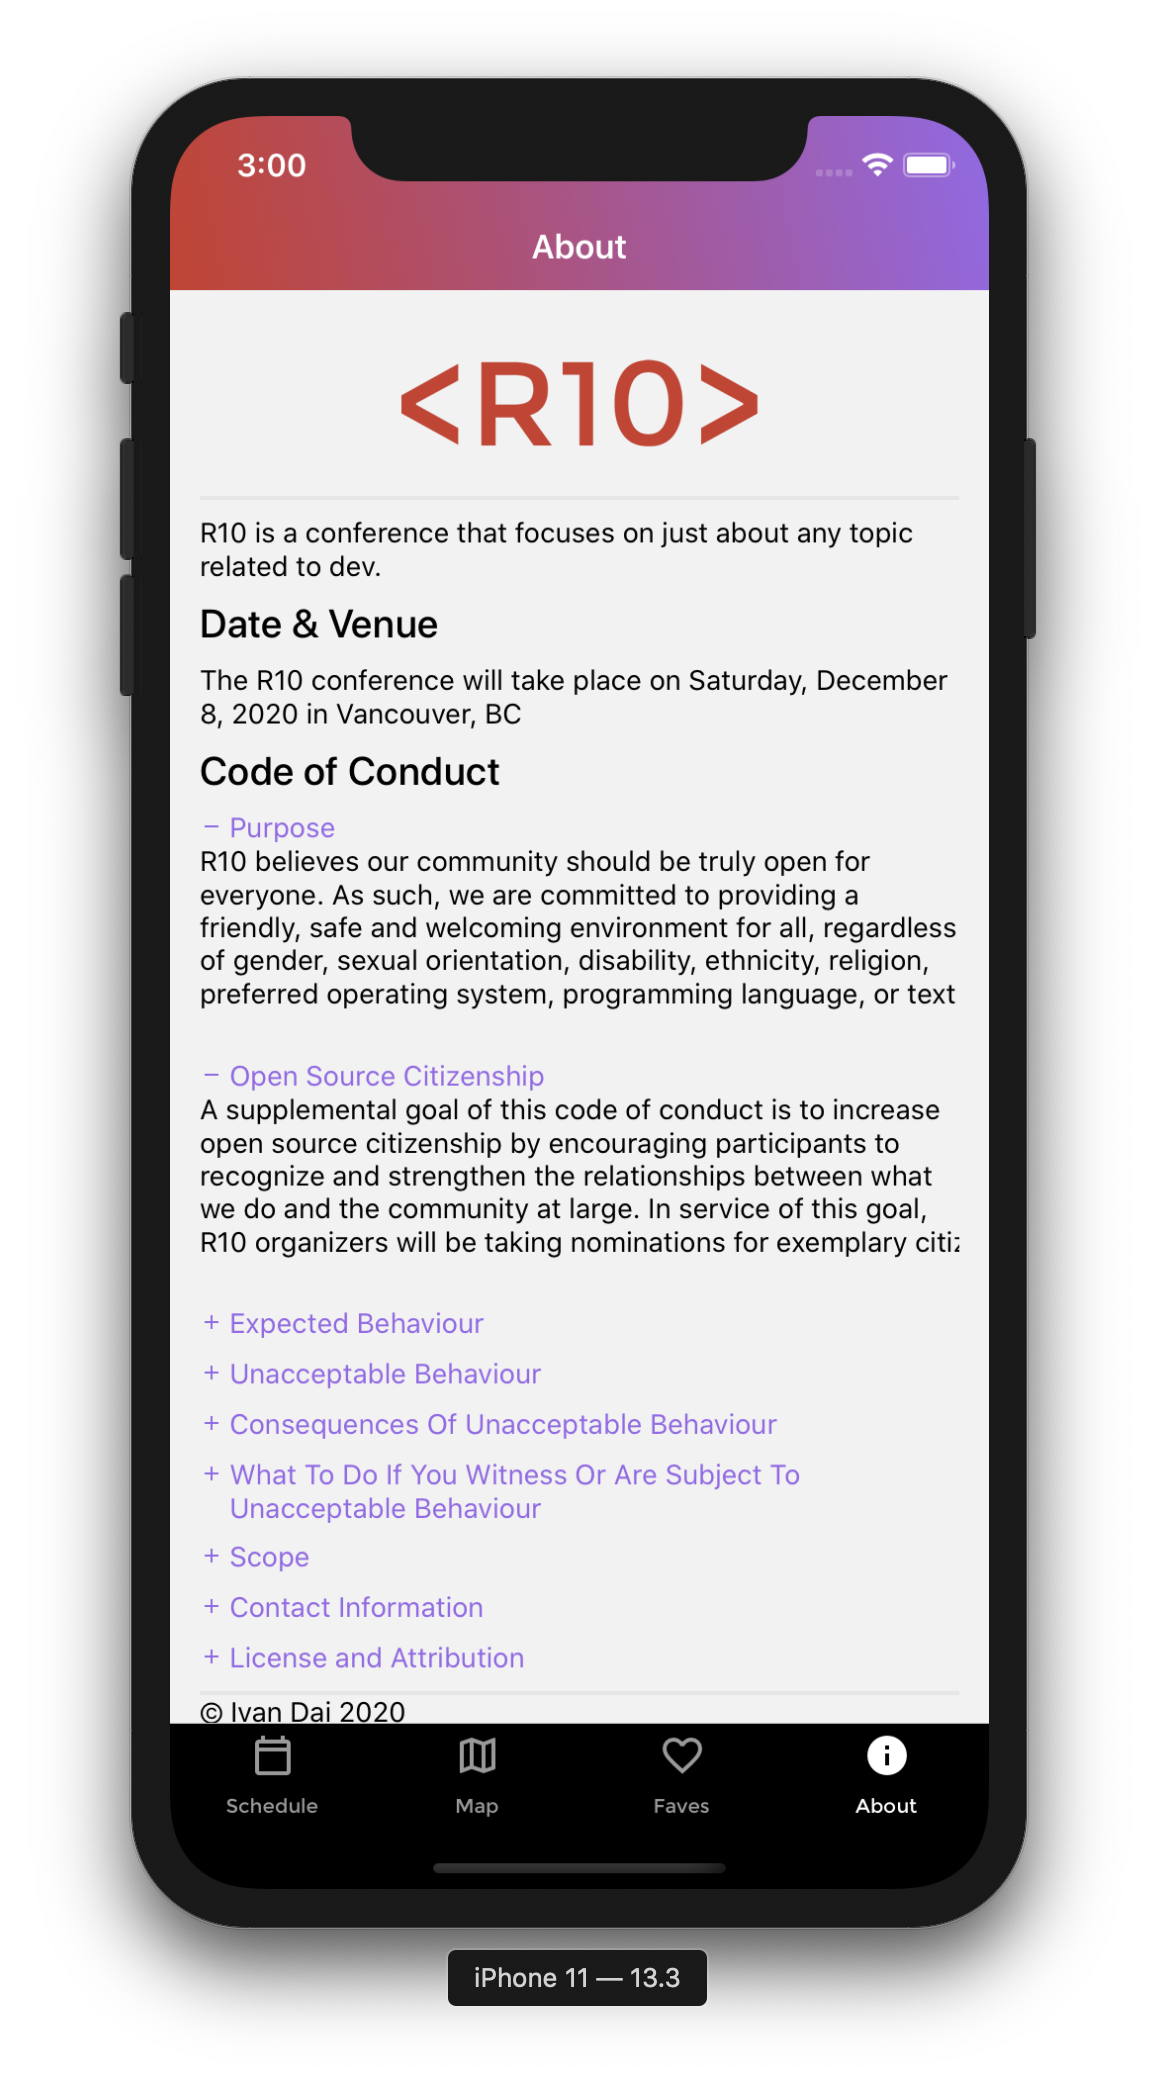 3:00
About
<R10>
R10 is a conference that focuses on just about any topic
related to dev.
Date & Venue
The R10 conference will take place on Saturday, December
8, 2020 in Vancouver, BC
Code of Conduct
− Purpose
R10 believes our community should be truly open for
everyone. As such, we are committed to providing a
friendly, safe and welcoming environment for all, regardless
of gender, sexual orientation, disability, ethnicity, religion,
preferred operating system, programming language, or text
− Open Source Citizenship
A supplemental goal of this code of conduct is to increase
open source citizenship by encouraging participants to
recognize and strengthen the relationships between what
we do and the community at large. In service of this goal,
R10 organizers will be taking nominations for exemplary citiz
+ Expected Behaviour
+ Unacceptable Behaviour
+ Consequences Of Unacceptable Behaviour
+ What To Do If You Witness Or Are Subject To
Unacceptable Behaviour
+ Scope
+ Contact Information
+ License and Attribution
© Ivan Dai 2020
Schedule Map Faves About
iPhone 11 — 13.3